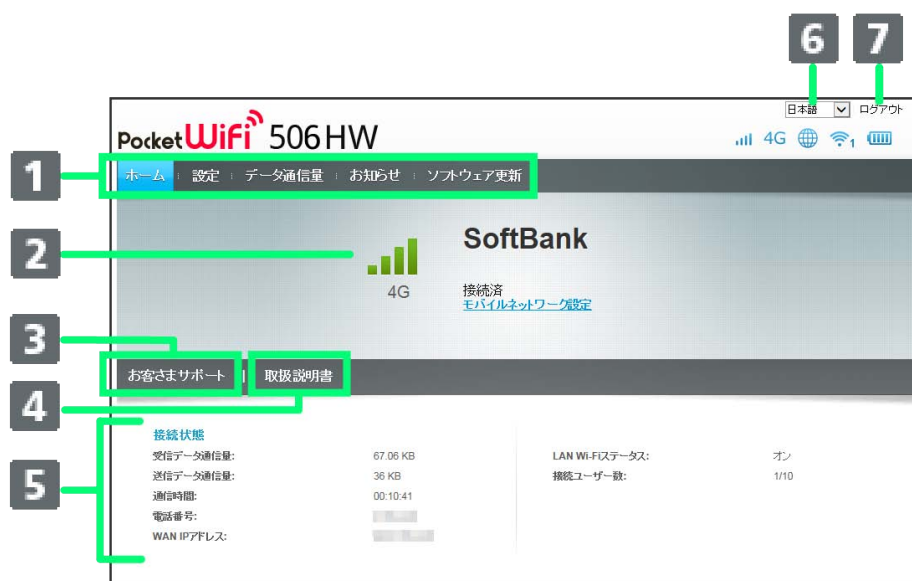 6 7
日本語 ログアウト
Pocket WiFi 506HW
4G 1
1
ホーム 設定 データ通信量 お知らせ ソフトウェア更新
2
SoftBank
4G
接続済
モバイルネットワーク設定
3
お客さまサポート | 取扱説明書
4
接続状態
5
受信データ通信量: 67.06 KB
送信データ通信量: 36 KB
通信時間: 00:10:41
電話番号:
WAN IPアドレス:
LAN Wi-Fiステータス: オン
接続ユーザー数: 1/10